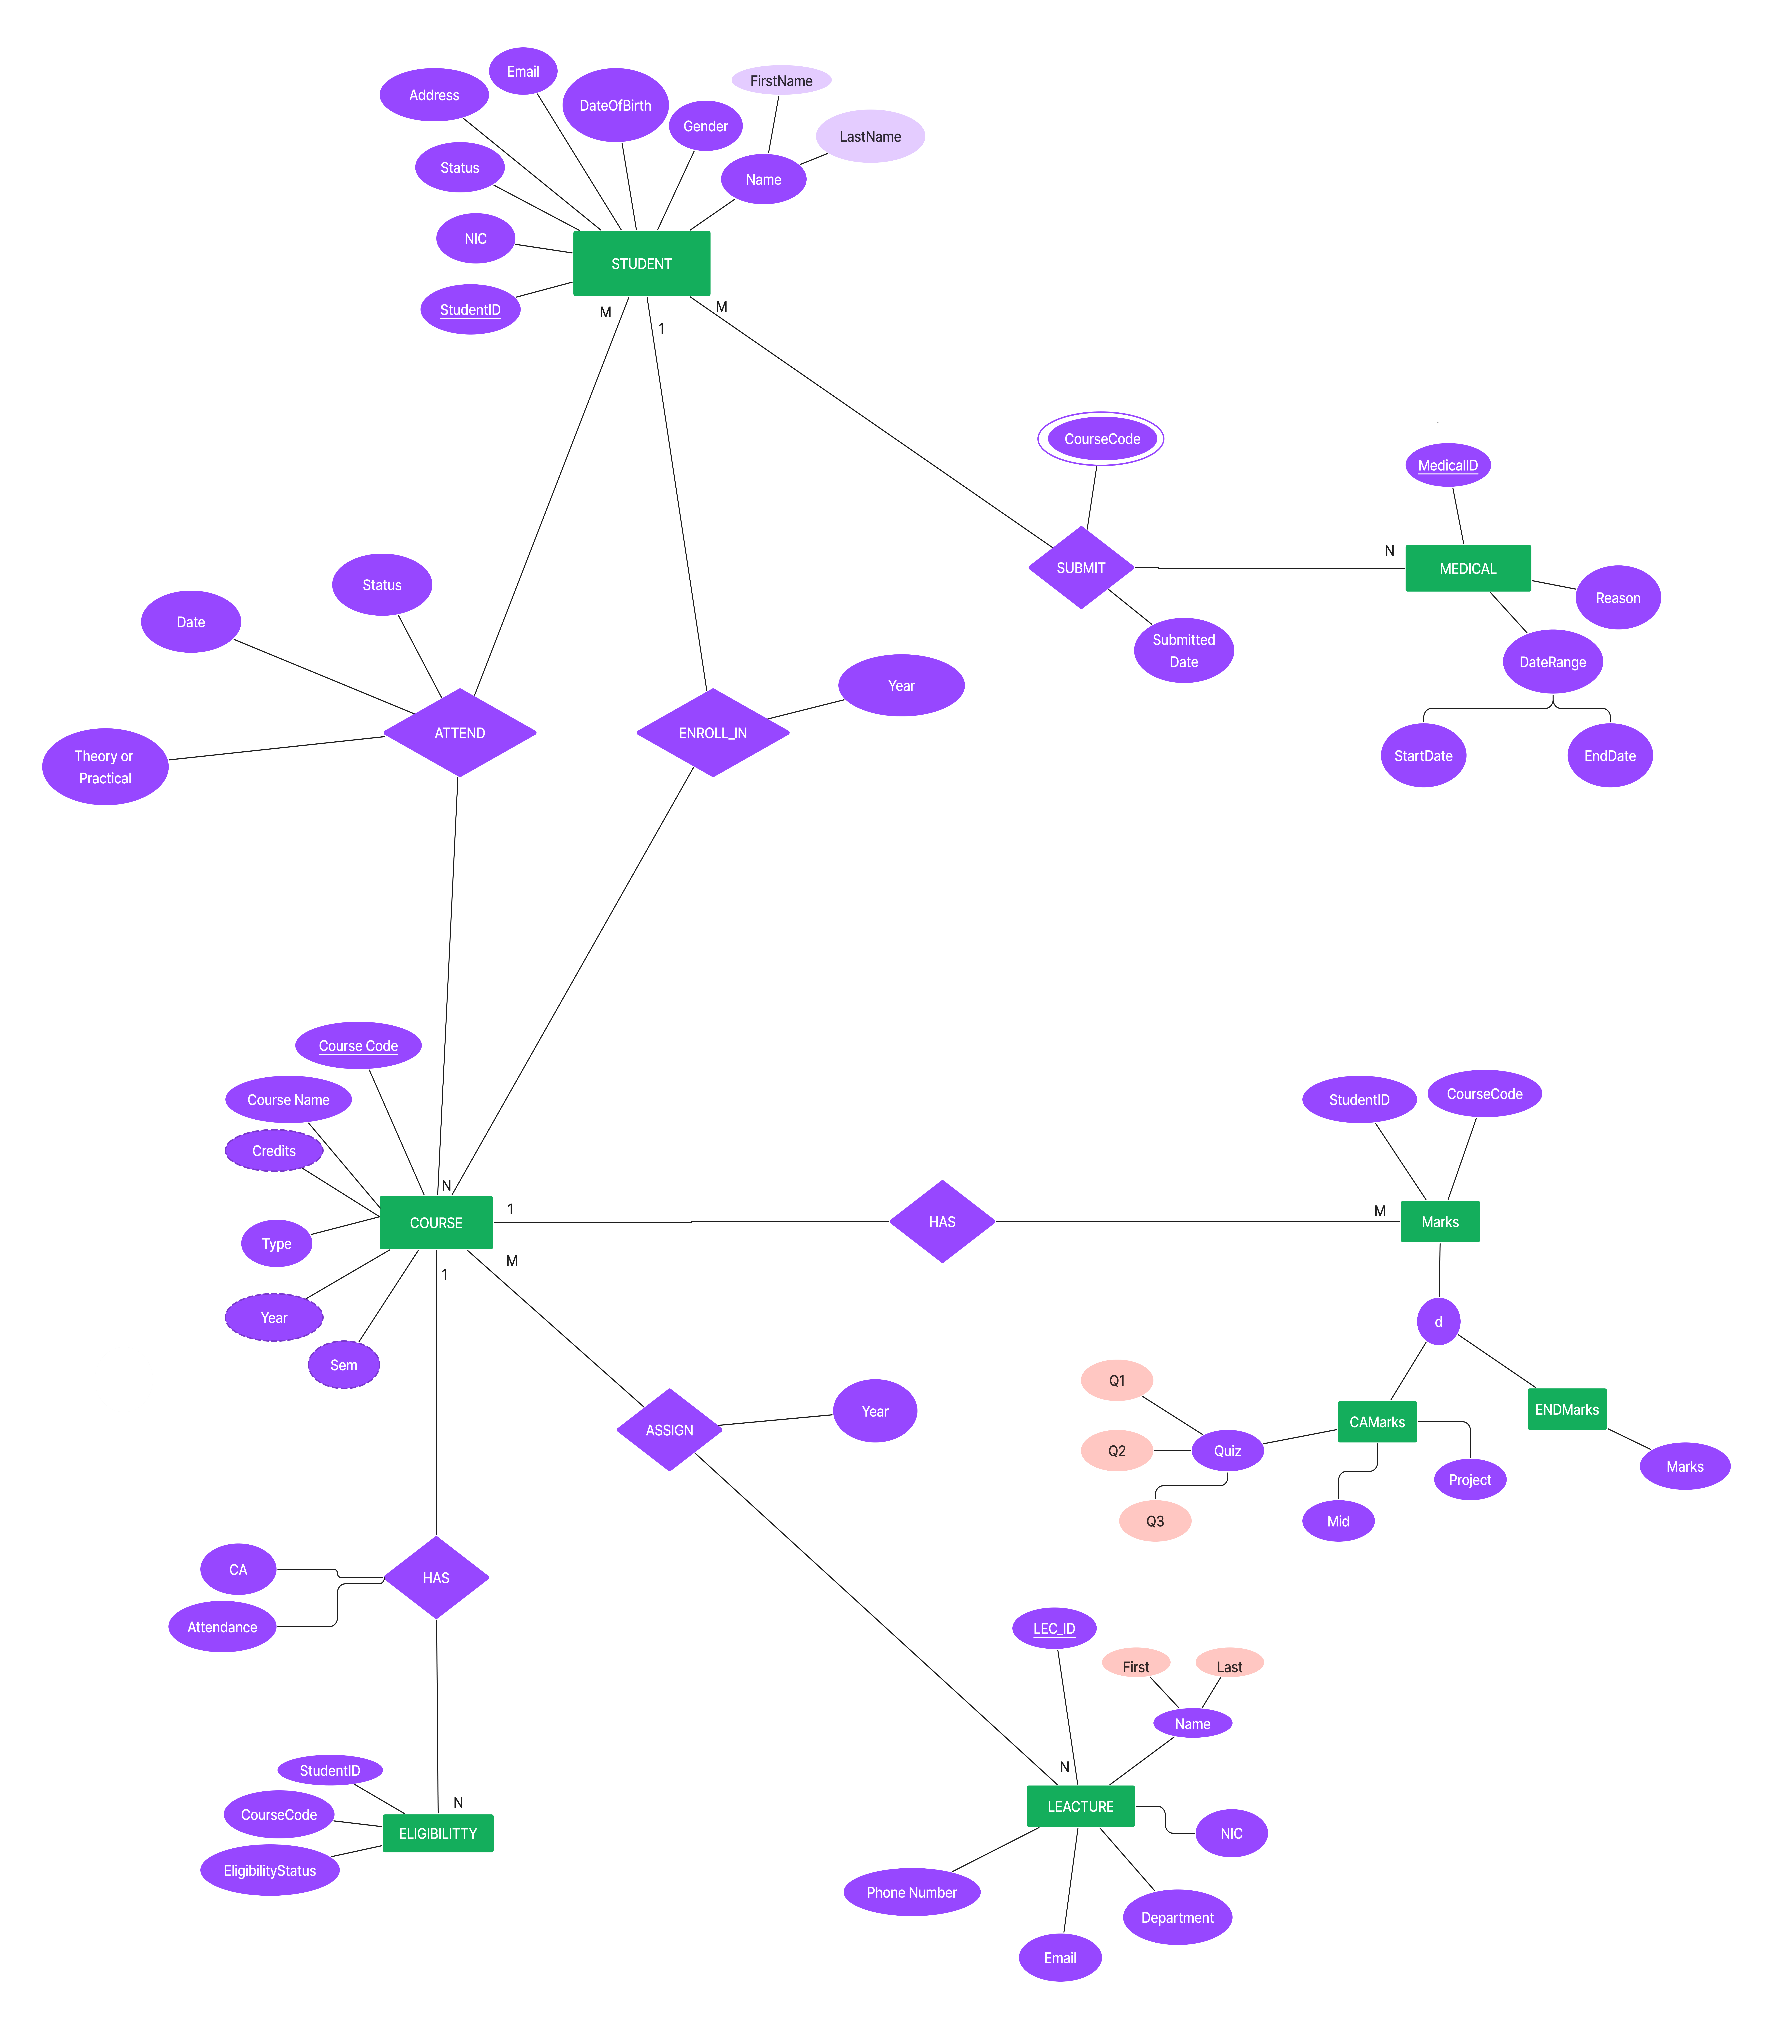 Email
FirstName
Address
DateOfBirth
Gender
LastName
Status
Name
NIC
STUDENT
StudentID
M
1
M
CourseCode
MedicalID
N
SUBMIT
MEDICAL
Status
Reason
Date
Submitted
Date
DateRange
Year
ATTEND
ENROLL_IN
Theory or
Practical
StartDate
EndDate
Course Code
Course Name
StudentID
CourseCode
Credits
N
COURSE
1
HAS
M
Marks
Type
M
1
Year
d
Sem
Q1
ASSIGN
Year
CAMarks
ENDMarks
Q2
Quiz
Project
Marks
Q3
Mid
CA
HAS
Attendance
LEC_ID
First
Last
Name
StudentID
N
N
CourseCode
ELIGIBILITTY
LEACTURE
NIC
EligibilityStatus
Phone Number
Department
Email